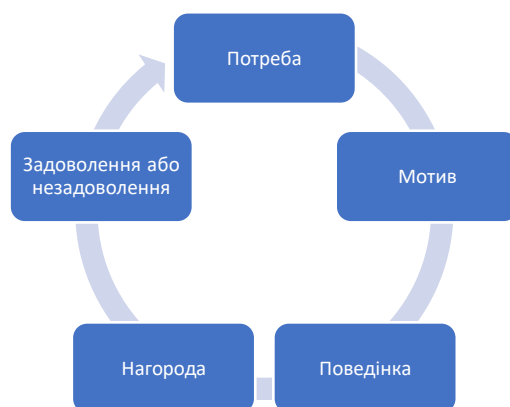 Потреба
Мотив
Поведінка
Нагорода
Задоволення або
незадоволення